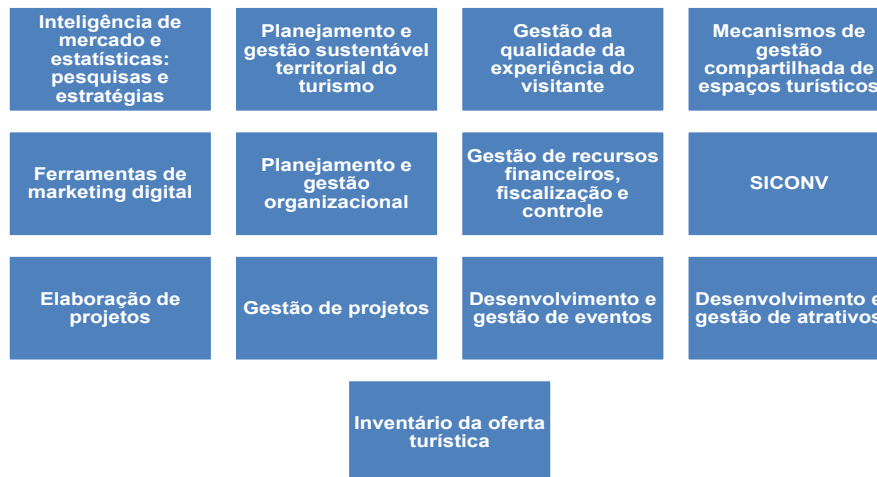 Inteligência de
mercado e
estatísticas:
pesquisas e
estratégias
Planejamento e
gestão sustentável
territorial do
turismo
Gestão da
qualidade da
experiência do
visitante
Mecanismos de
gestão
compartilhada de
espaços turísticos
Ferramentas de
marketing digital
Planejamento e
gestão
organizacional
Gestão de recursos
financeiros,
fiscalização e
controle
SICONV
Elaboração de
projetos
Gestão de projetos
Desenvolvimento e
gestão de eventos
Desenvolvimento e
gestão de atrativos
Inventário da oferta
turística